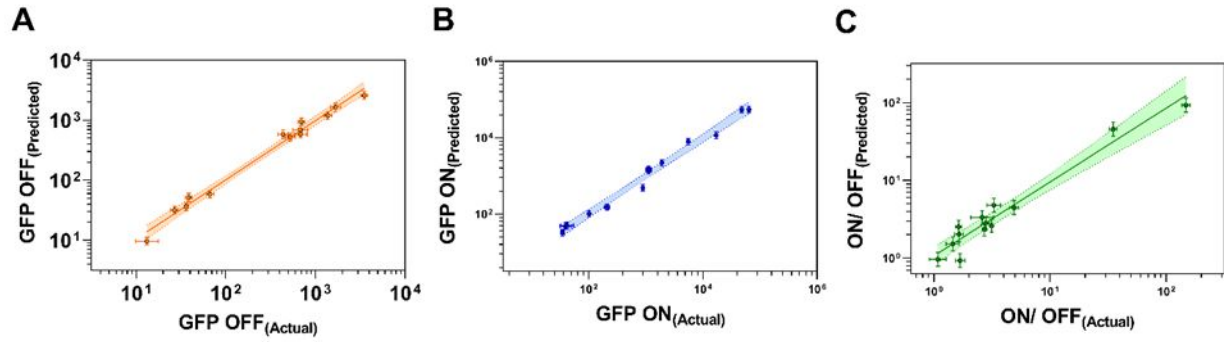 A
GFP OFF(Predicted)
10⁴
10³
10²
10¹
10¹
10²
10³
10⁴
GFP OFF(Actual)
B
GFP ON(Predicted)
10⁶
10⁴
10²
10²
10⁴
10⁶
GFP ON(Actual)
C
ON/ OFF(Predicted)
10²
10¹
10⁰
10⁰
10¹
10²
ON/ OFF(Actual)